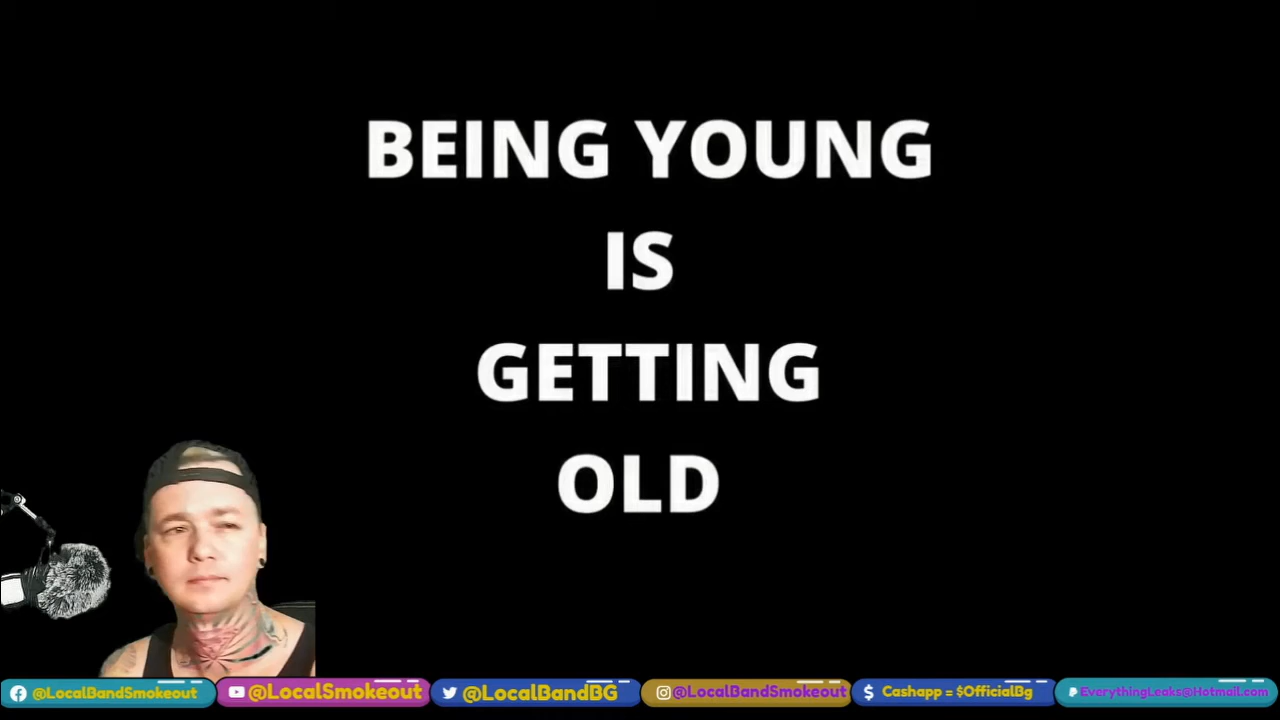 BEING YOUNG
IS
GETTING
OLD
@LocalBandSmokeout @LocalSmokeout @LocalBandBG @LocalBandSmokeout $ Cashapp = $OfficialBg EverythingLeaks@Hotmail.com